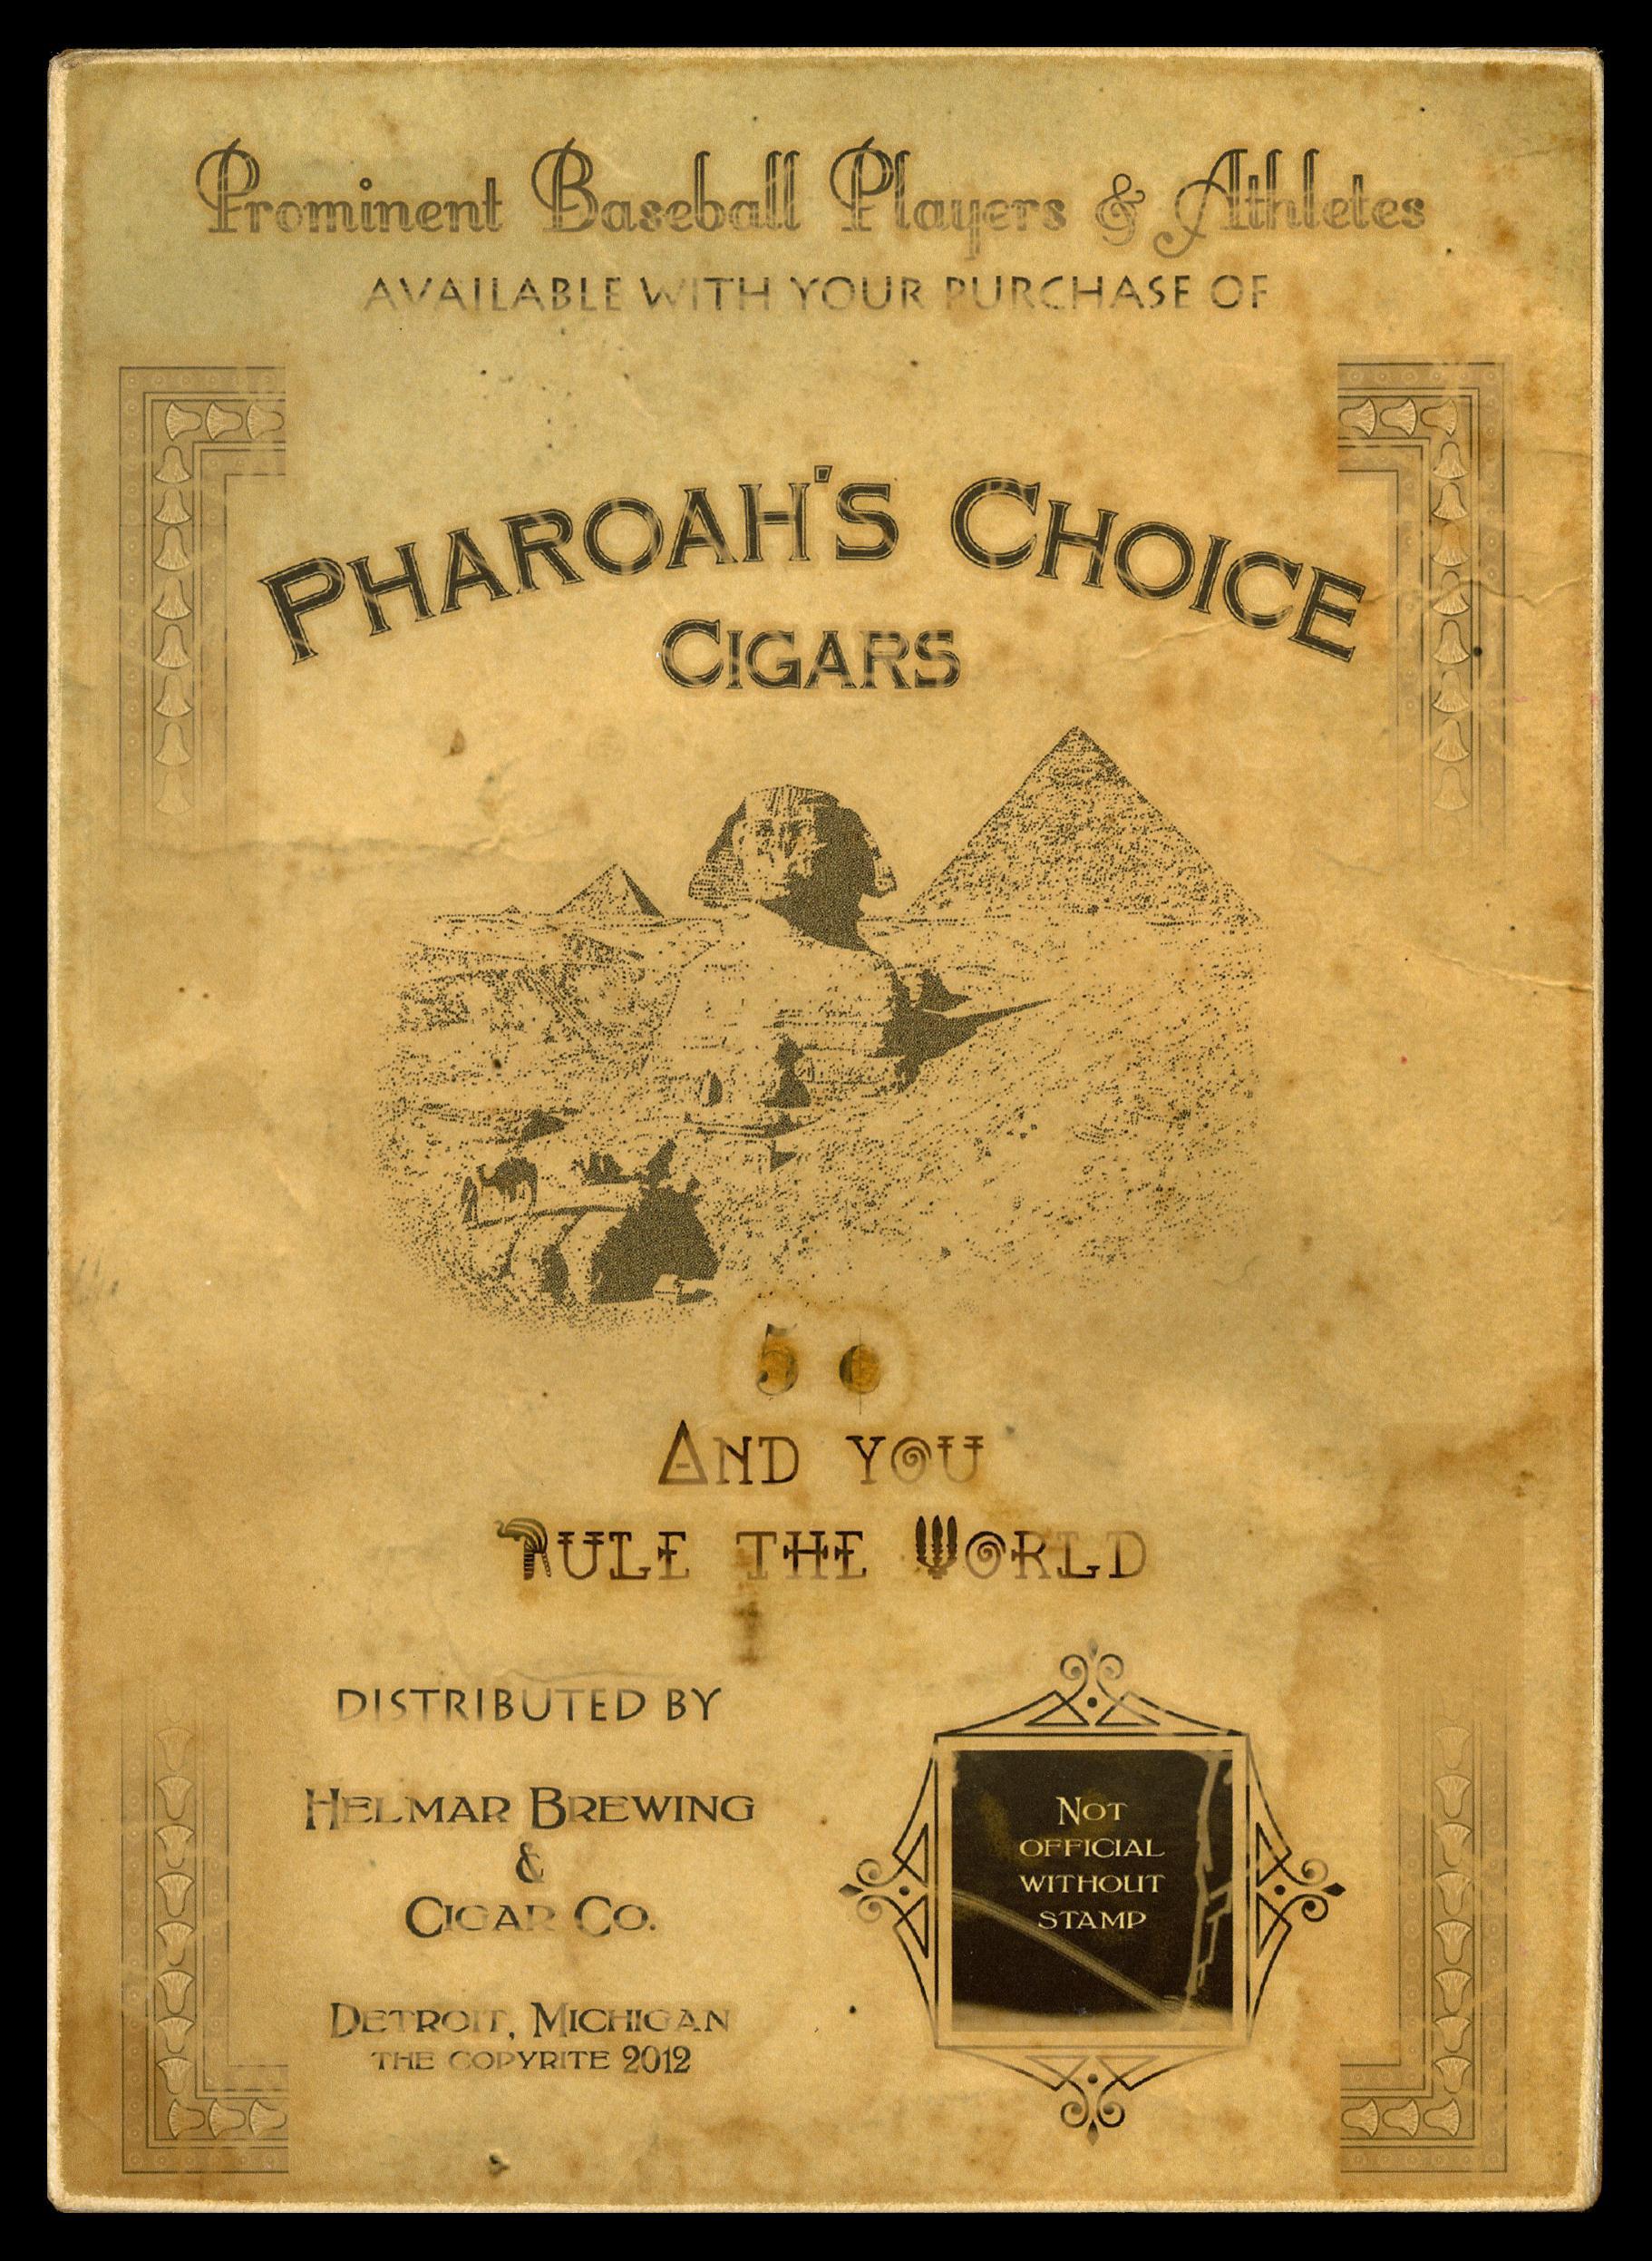 Prominent Baseball Players & Athletes
AVAILABLE WITH YOUR PURCHASE OF
PHAROAH'S CHOICE
CIGARS
5 ¢
AND YOU
RULE THE WORLD
DISTRIBUTED BY
HELMAR BREWING
&
CIGAR CO.
DETROIT, MICHIGAN
THE COPYRITE 2012
NOT
OFFICIAL
WITHOUT
STAMP